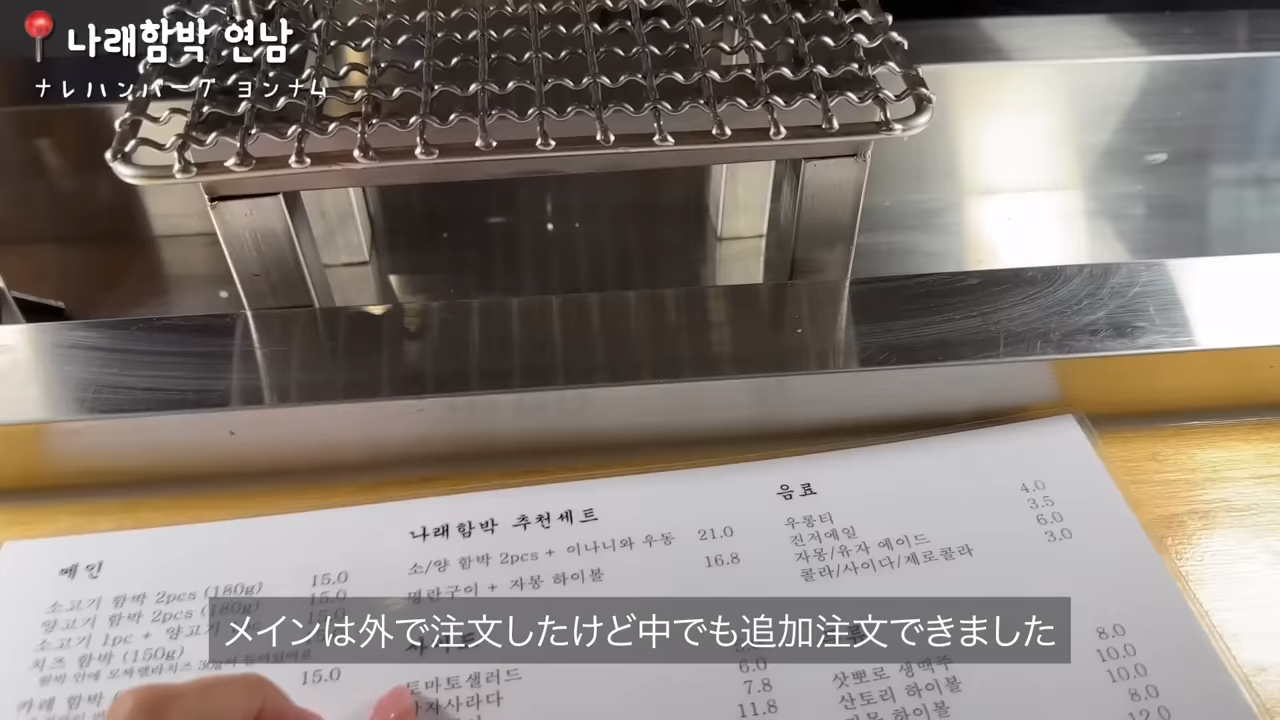 나래함박 연남
ナレハンバーグ ヨンナム
메인
소고기 함박 2pcs (180g) 15.0
양고기 함박 2pcs (180g) 15.0
소고기 1pc + 양고기
치즈 함박 (150g)
카레 함박 15.0
나래함박 추천세트
소/양 함박 2pcs + 이나니와 우동 21.0
명란구이 + 자몽 하이볼 16.8
토마토샐러드 6.0
7.8
11.8
음료
우롱티 4.0
진저에일 3.5
자몽/유자 에이드 6.0
콜라/사이다/제로콜라 3.0
삿뽀로 생맥주 8.0
산토리 하이볼 10.0
10.0
8.0
12.0
メインは外で注文したけど中でも追加注文できました